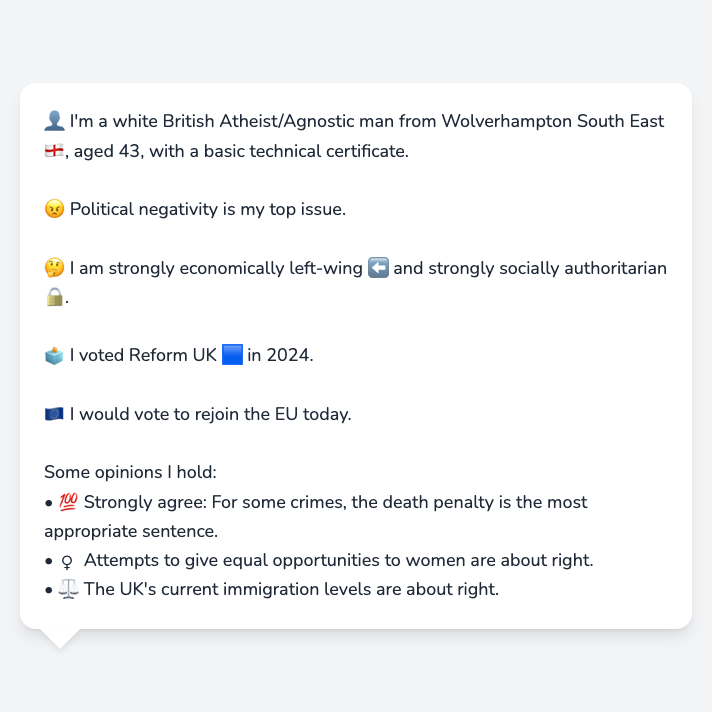 👤 I'm a white British Atheist/Agnostic man from Wolverhampton South East
🏴󠁧󠁢󠁥󠁮󠁧󠁿, aged 43, with a basic technical certificate.
😠 Political negativity is my top issue.
🤔 I am strongly economically left-wing ⬅️ and strongly socially authoritarian
🔒.
🗳️ I voted Reform UK 🟦 in 2024.
🇪🇺 I would vote to rejoin the EU today.
Some opinions I hold:
• 💯 Strongly agree: For some crimes, the death penalty is the most
appropriate sentence.
• ♀ Attempts to give equal opportunities to women are about right.
• ⚖️ The UK's current immigration levels are about right.